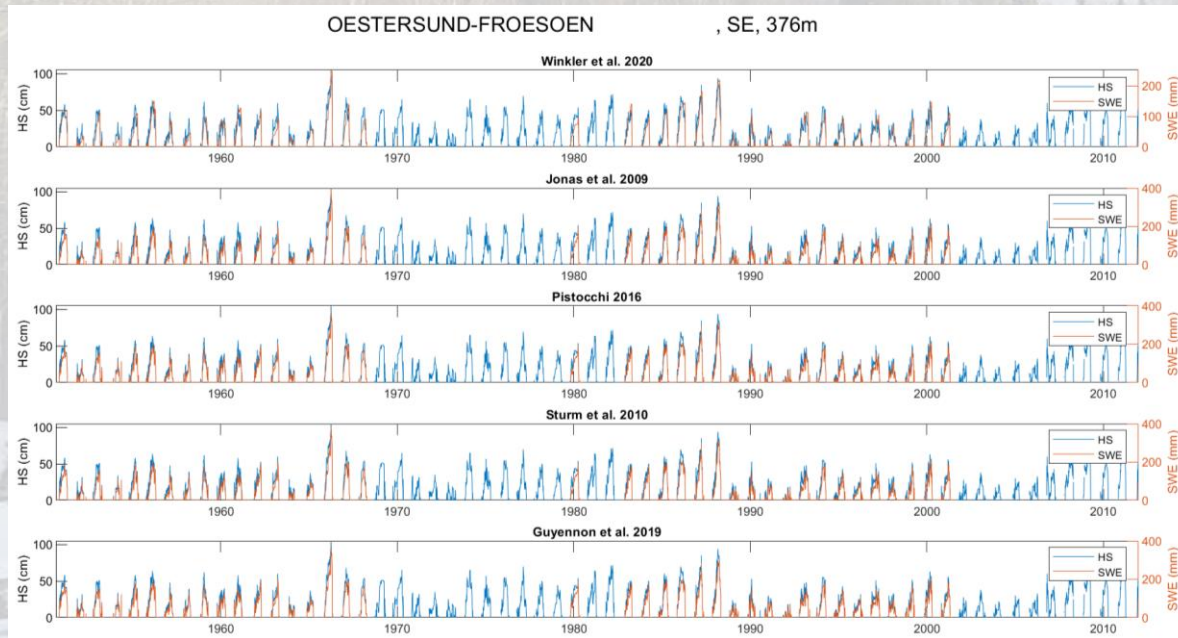 OESTERSUND-FROESOEN , SE, 376m
Winkler et al. 2020
HS (cm)
100
50
0
HS
SWE
200
100
0
SWE (mm)
1960 1970 1980 1990 2000 2010
Jonas et al. 2009
HS (cm)
100
50
0
HS
SWE
400
200
0
SWE (mm)
1960 1970 1980 1990 2000 2010
Pistocchi 2016
HS (cm)
100
50
0
HS
SWE
400
200
0
SWE (mm)
1960 1970 1980 1990 2000 2010
Sturm et al. 2010
HS (cm)
100
50
0
HS
SWE
400
200
0
SWE (mm)
1960 1970 1980 1990 2000 2010
Guyennon et al. 2019
HS (cm)
100
50
0
HS
SWE
400
200
0
SWE (mm)
1960 1970 1980 1990 2000 2010